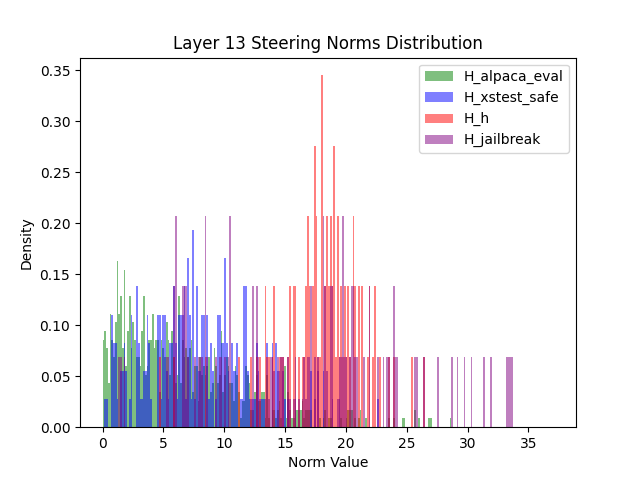 Layer 13 Steering Norms Distribution
H_alpaca_eval
H_xstest_safe
H_h
H_jailbreak
Density
0.35
0.30
0.25
0.20
0.15
0.10
0.05
0.00
0 5 10 15 20 25 30 35
Norm Value